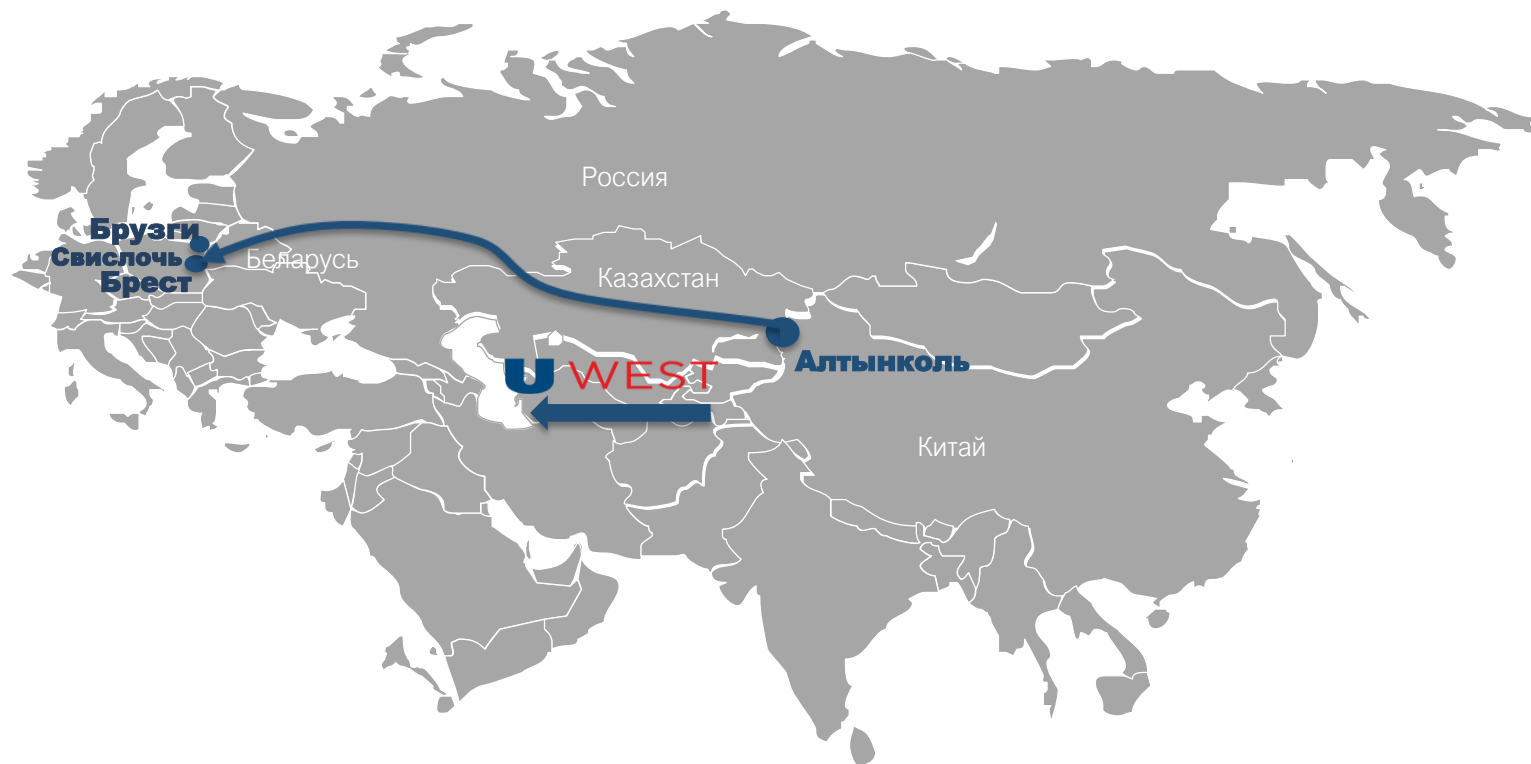 Россия
Брузги
Свислочь
Беларусь
Брест
Казахстан
U WEST
Алтынколь
Китай